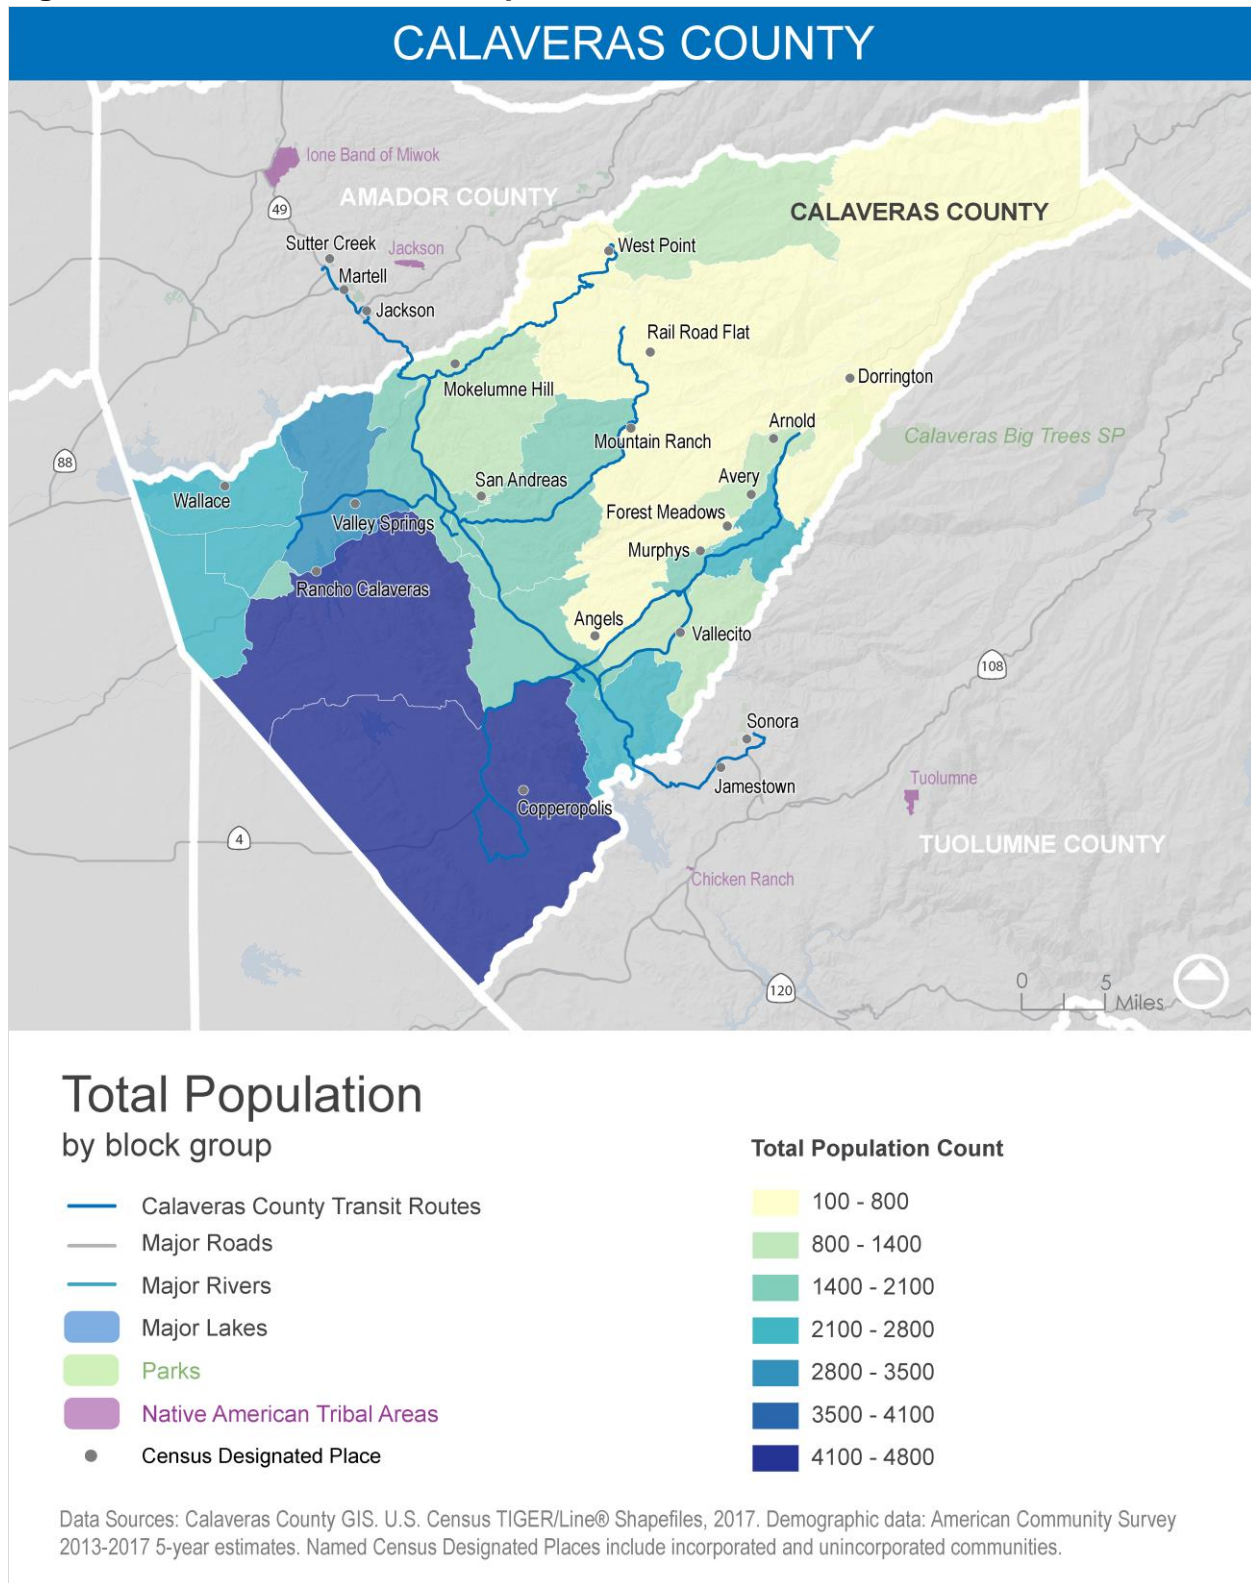 CALAVERAS COUNTY
Ione Band of Miwok
AMADOR COUNTY
CALAVERAS COUNTY
49
Sutter Creek
Jackson
West Point
Martell
Jackson
Rail Road Flat
Mokelumne Hill
Dorrington
Arnold
Mountain Ranch
Calaveras Big Trees SP
88
Wallace
San Andreas
Avery
Valley Springs
Forest Meadows
Murphys
Rancho Calaveras
Angels
Vallecito
108
Sonora
Jamestown
Tuolumne
Copperopolis
4
TUOLUMNE COUNTY
Chicken Ranch
120
0 5
Miles
Total Population
by block group
Calaveras County Transit Routes
Major Roads
Major Rivers
Major Lakes
Parks
Native American Tribal Areas
Census Designated Place
Total Population Count
100 - 800
800 - 1400
1400 - 2100
2100 - 2800
2800 - 3500
3500 - 4100
4100 - 4800
Data Sources: Calaveras County GIS. U.S. Census TIGER/Line® Shapefiles, 2017. Demographic data: American Community Survey
2013-2017 5-year estimates. Named Census Designated Places include incorporated and unincorporated communities.